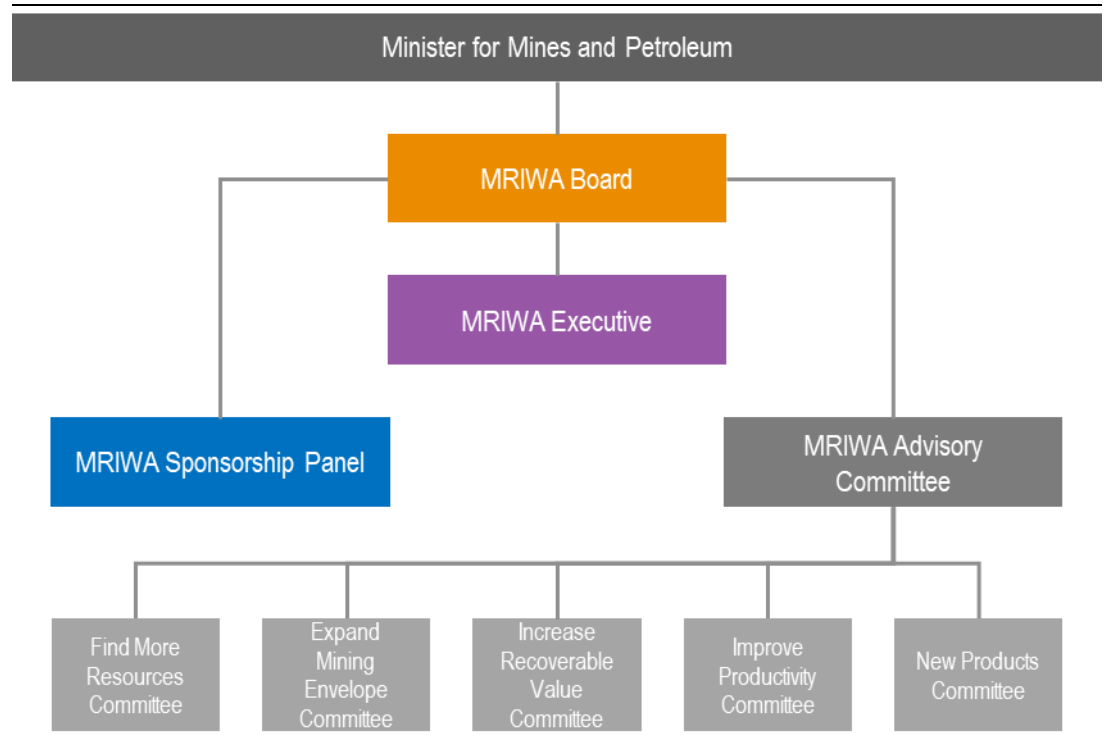 Minister for Mines and Petroleum
MRIWA Board
MRIWA Executive
MRIWA Sponsorship Panel
MRIWA Advisory
Committee
Find More
Resources
Committee
Expand
Mining
Envelope
Committee
Increase
Recoverable
Value
Committee
Improve
Productivity
Committee
New Products
Committee